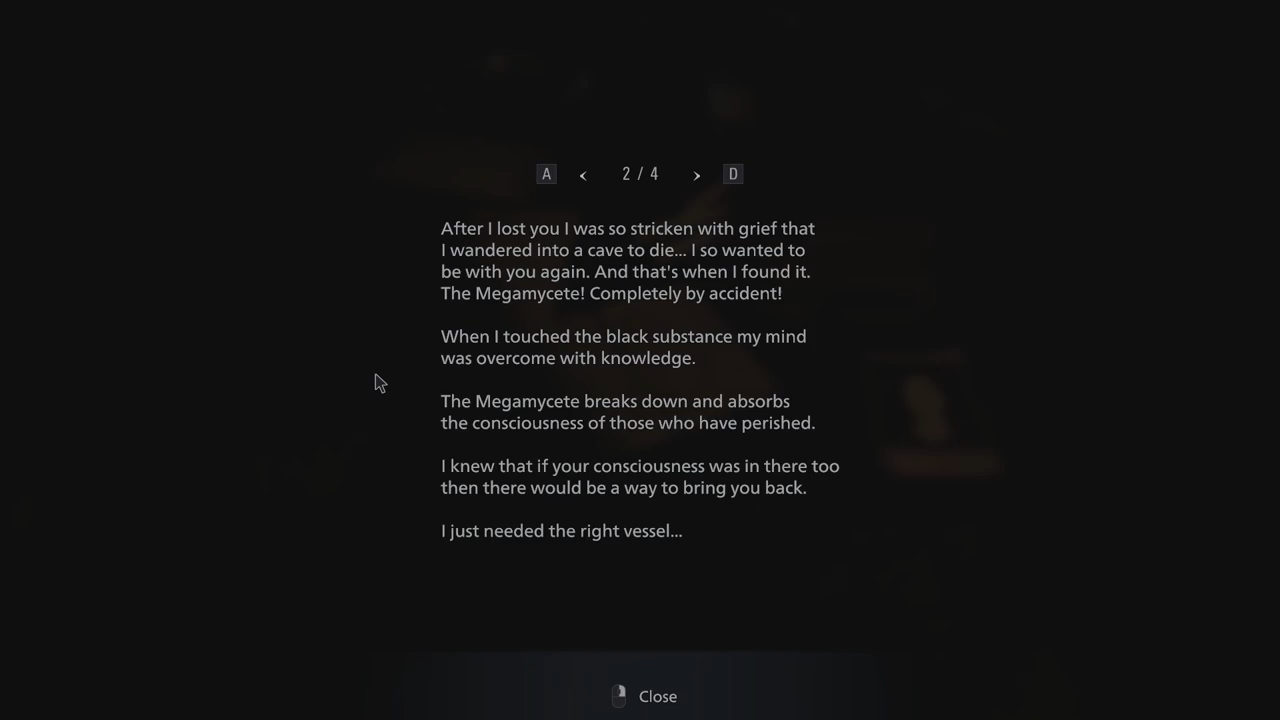 A < 2 / 4 > D
After I lost you I was so stricken with grief that
I wandered into a cave to die... I so wanted to
be with you again. And that's when I found it.
The Megamycete! Completely by accident!
When I touched the black substance my mind
was overcome with knowledge.
The Megamycete breaks down and absorbs
the consciousness of those who have perished.
I knew that if your consciousness was in there too
then there would be a way to bring you back.
I just needed the right vessel...
Close